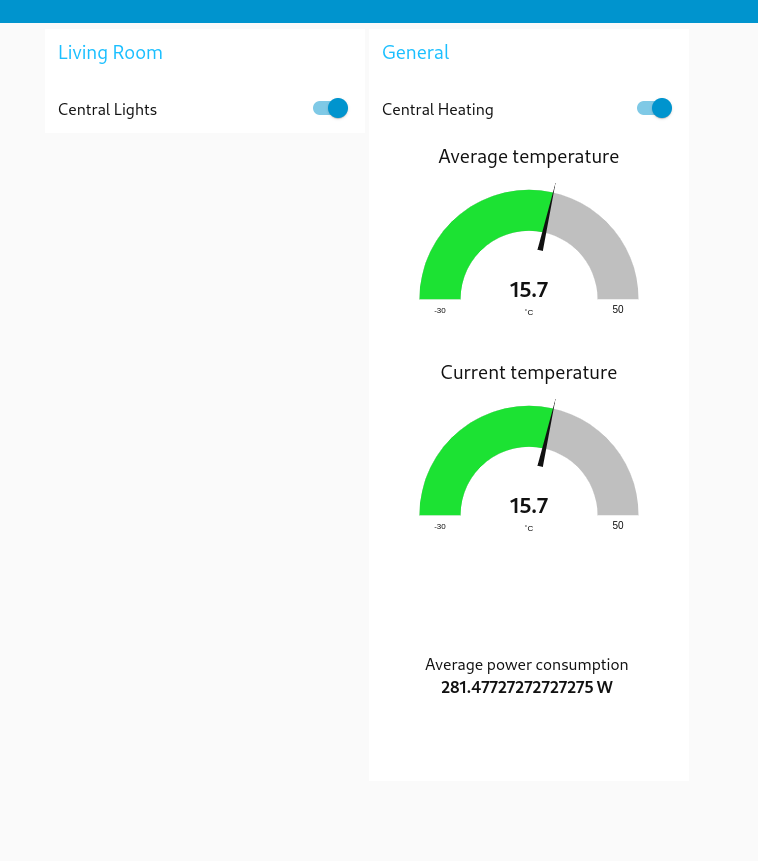 Living Room
Central Lights
General
Central Heating
Average temperature
15.7
-30
°C
50
Current temperature
15.7
-30
°C
50
Average power consumption
281.47727272727275 W